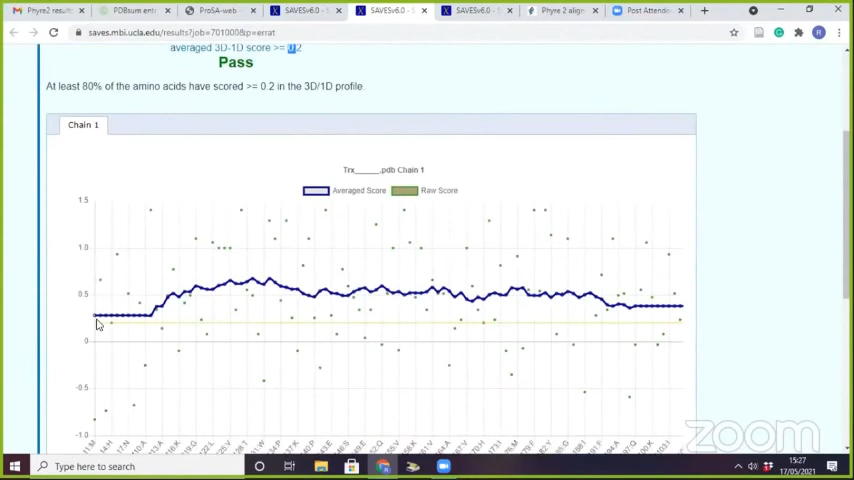 Phyre2 results
PDBsum entr
ProSA-web -
SAVESv6.0 - S
SAVESv6.0 - S
SAVESv6.0 - S
Phyre 2 align
Post Attende
saves.mbi.ucla.edu/results?job=701000&p=errat
averaged 3D-1D score >= 0.2
Pass
At least 80% of the amino acids have scored >= 0.2 in the 3D/1D profile.
Chain 1
Trx______.pdb Chain 1
Averaged Score
Raw Score
1.5
1.0
0.5
0
-0.5
-1.0
zoom
Type here to search
15:27
17/05/2021